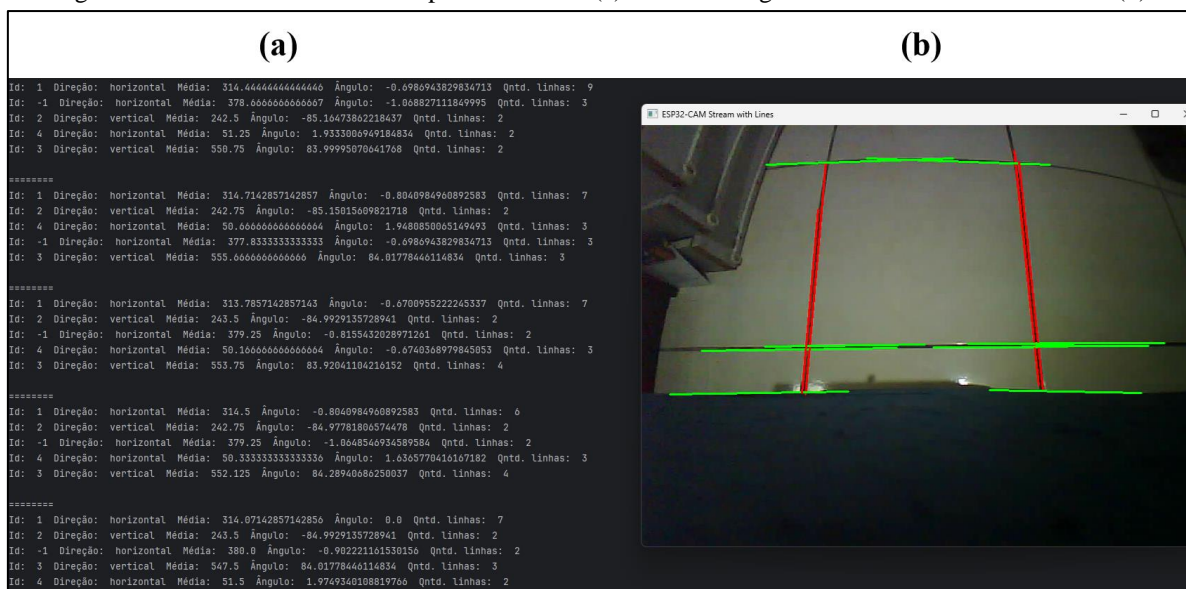 (a)
(b)
Id: 1 Direção: horizontal Média: 314.44444444444446 Ângulo: -0.6986943829834713 Qntd. linhas: 9
Id: -1 Direção: horizontal Média: 378.6666666666667 Ângulo: -1.068827111849995 Qntd. linhas: 3
Id: 2 Direção: vertical Média: 242.5 Ângulo: -85.16473862218437 Qntd. linhas: 2
Id: 4 Direção: horizontal Média: 51.25 Ângulo: 1.9333006949184834 Qntd. linhas: 2
Id: 3 Direção: vertical Média: 550.75 Ângulo: 83.99995070641768 Qntd. linhas: 2
========
Id: 1 Direção: horizontal Média: 314.7142857142857 Ângulo: -0.8040984960892583 Qntd. linhas: 7
Id: 2 Direção: vertical Média: 242.75 Ângulo: -85.15015609821718 Qntd. linhas: 2
Id: 4 Direção: horizontal Média: 50.666666666666664 Ângulo: 1.9480850065149493 Qntd. linhas: 3
Id: -1 Direção: horizontal Média: 377.8333333333333 Ângulo: -0.6986943829834713 Qntd. linhas: 3
Id: 3 Direção: vertical Média: 555.6666666666666 Ângulo: 84.01778446114834 Qntd. linhas: 3
========
Id: 1 Direção: horizontal Média: 313.7857142857143 Ângulo: -0.6700955222245337 Qntd. linhas: 7
Id: 2 Direção: vertical Média: 243.5 Ângulo: -84.9929135728941 Qntd. linhas: 2
Id: -1 Direção: horizontal Média: 379.25 Ângulo: -0.8155432028971261 Qntd. linhas: 2
Id: 4 Direção: horizontal Média: 50.166666666666664 Ângulo: -0.6740368979845053 Qntd. linhas: 3
Id: 3 Direção: vertical Média: 553.75 Ângulo: 83.92041104216152 Qntd. linhas: 4
========
Id: 1 Direção: horizontal Média: 314.5 Ângulo: -0.8040984960892583 Qntd. linhas: 6
Id: 2 Direção: vertical Média: 242.75 Ângulo: -84.97781806574478 Qntd. linhas: 2
Id: -1 Direção: horizontal Média: 379.25 Ângulo: -1.0648546934589584 Qntd. linhas: 2
Id: 4 Direção: horizontal Média: 50.333333333333336 Ângulo: 1.6365770416167182 Qntd. linhas: 3
Id: 3 Direção: vertical Média: 552.125 Ângulo: 84.28940686250037 Qntd. linhas: 4
========
Id: 1 Direção: horizontal Média: 314.07142857142856 Ângulo: 0.0 Qntd. linhas: 7
Id: 2 Direção: vertical Média: 243.5 Ângulo: -84.9929135728941 Qntd. linhas: 2
Id: -1 Direção: horizontal Média: 380.0 Ângulo: -0.902221161530156 Qntd. linhas: 2
Id: 3 Direção: vertical Média: 547.5 Ângulo: 84.01778446114834 Qntd. linhas: 3
Id: 4 Direção: horizontal Média: 51.5 Ângulo: 1.9749340108819766 Qntd. linhas: 2
ESP32-CAM Stream with Lines